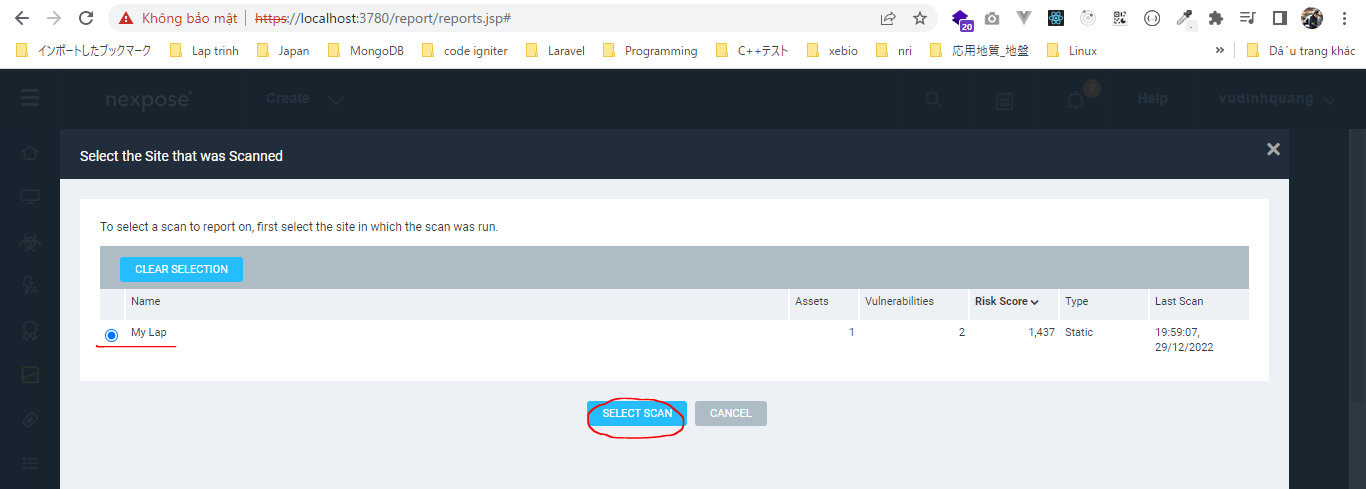 Không bảo mật | https://localhost:3780/report/reports.jsp#
20
インポートしたブックマーク Lap trinh Japan MongoDB code igniter Laravel Programming C++テスト xebio nri 応用地質_地盤 Linux » Dấu trang khác
nexpose Create 2 Help vudinhquang
Select the Site that was Scanned
To select a scan to report on, first select the site in which the scan was run.
CLEAR SELECTION
Name Assets Vulnerabilities Risk Score Type Last Scan
My Lap 1 2 1,437 Static 19:59:07,
29/12/2022
SELECT SCAN CANCEL